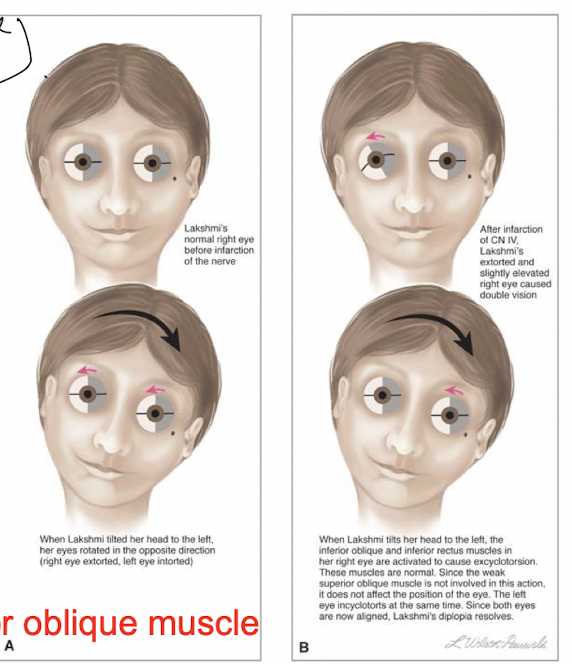 Lakshmi's
normal right eye
before infarction
of the nerve
When Lakshmi tilted her head to the left,
her eyes rotated in the opposite direction
(right eye extorted, left eye intorted)
r oblique muscle
A
After infarction
of CN IV,
Lakshmi's
extorted and
slightly elevated
right eye caused
double vision
When Lakshmi tilts her head to the left, the
inferior oblique and inferior rectus muscles in
her right eye are activated to cause excyclotorsion.
These muscles are normal. Since the weak
superior oblique muscle is not involved in this action,
it does not affect the position of the eye. The left
eye incyclotorts at the same time. Since both eyes
are now aligned, Lakshmi's diplopia resolves.
B